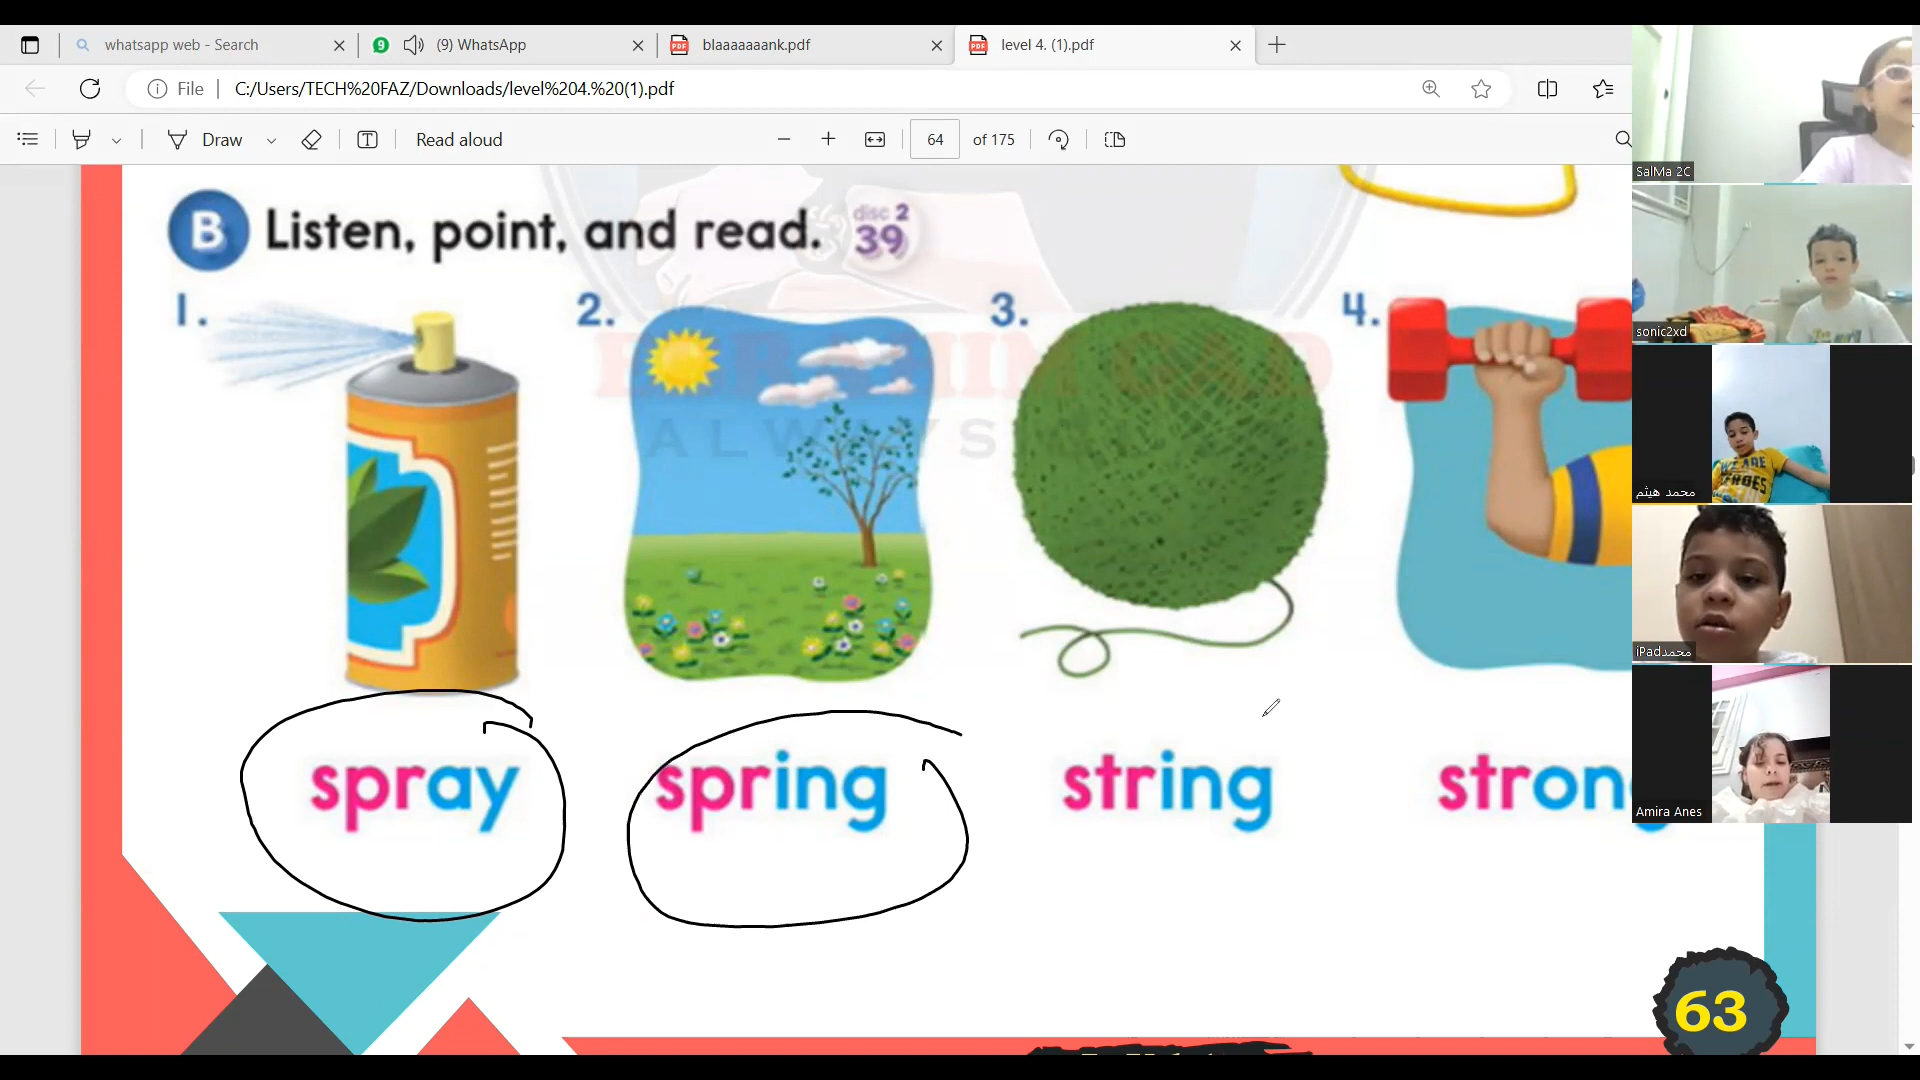 whatsapp web - Search
(9) WhatsApp
blaaaaaaank.pdf
level 4. (1).pdf
File
C:/Users/TECH%20FAZ/Downloads/level%204.%20(1).pdf
Draw
Read aloud
64 of 175
B Listen, point, and read. disc 2 39
1.
2.
3.
4.
ALWAYS
spray
spring
string
strong
63
SalMa 2C
sonic2xd
محمد هيثم
iPadمحمد
Amira Anes